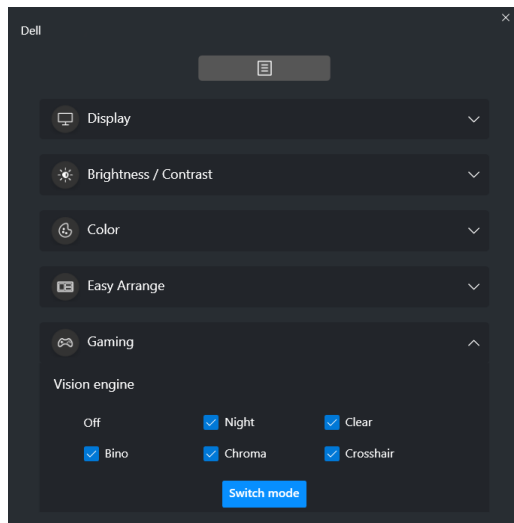 Dell
Display
Brightness / Contrast
Color
Easy Arrange
Gaming
Vision engine
Off Night Clear
Bino Chroma Crosshair
Switch mode